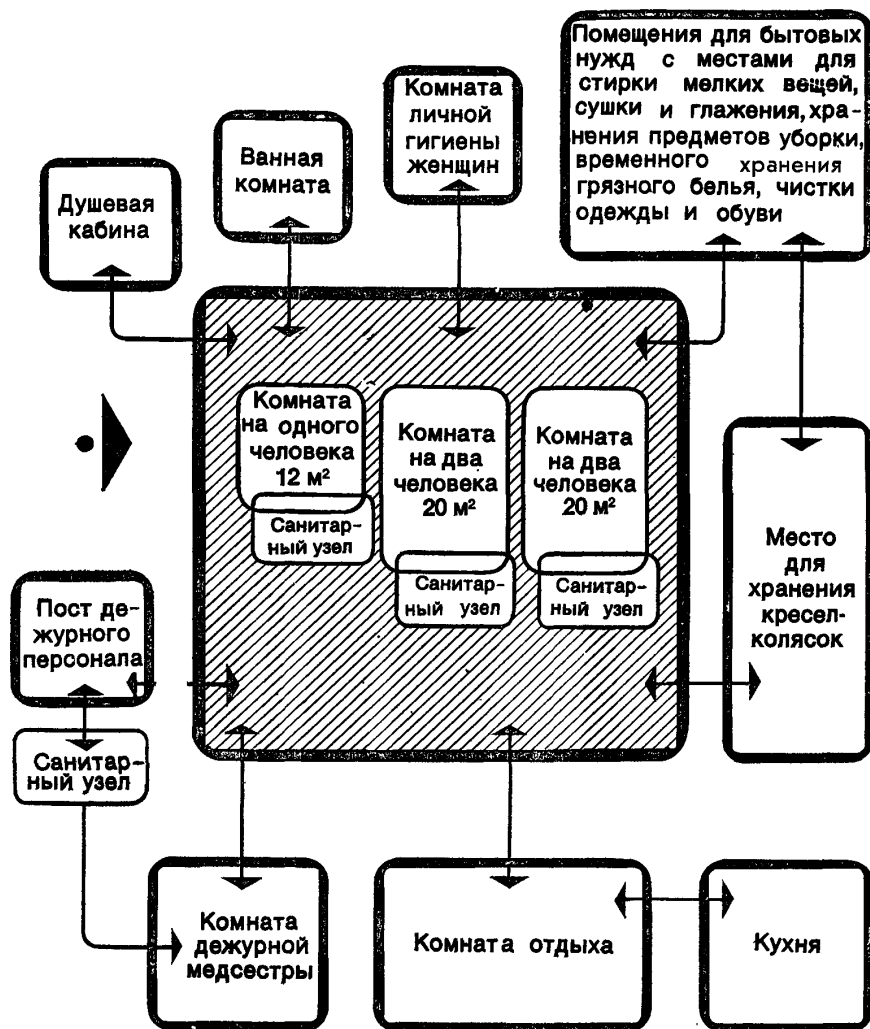 Помещения для бытовых
нужд с местами для
стирки мелких вещей,
сушки и глажения, хра-
нения предметов уборки,
временного хранения
грязного белья, чистки
одежды и обуви
Комната
личной
гигиены
женщин
Ванная
комната
Душевая
кабина
Комната
на одного
человека
12 м²
Санитар-
ный узел
Комната
на два
человека
20 м²
Санитар-
ный узел
Комната
на два
человека
20 м²
Санитар-
ный узел
Место
для
хранения
кресел-
колясок
Пост де-
журного
персонала
Санитар-
ный узел
Комната
дежурной
медсестры
Комната отдыха
Кухня